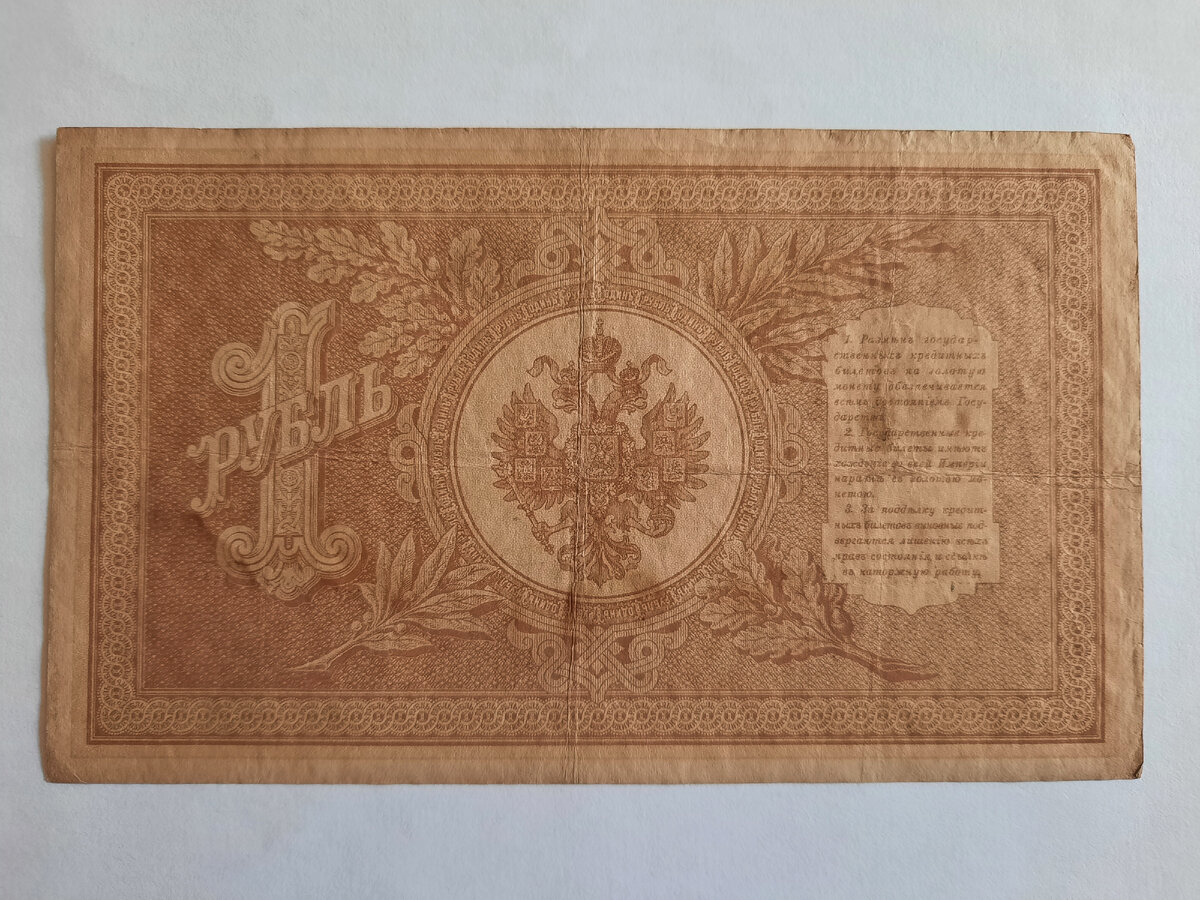 1
РУБЛЬ
1. Размѣнъ государ-
ственныхъ кредитныхъ
билетовъ на золотую
монету обезпечивается
всѣмъ достояніемъ Госу-
дарства.
2. Государственные кре-
дитные билеты имѣютъ
хожденіе во всей Имперіи
наравнѣ съ золотою мо-
нетою.
3. За поддѣлку кредит-
ныхъ билетовъ виновные под-
вергаются лишенію всѣхъ
правъ состоянія и ссылкѣ
въ каторжную работу.